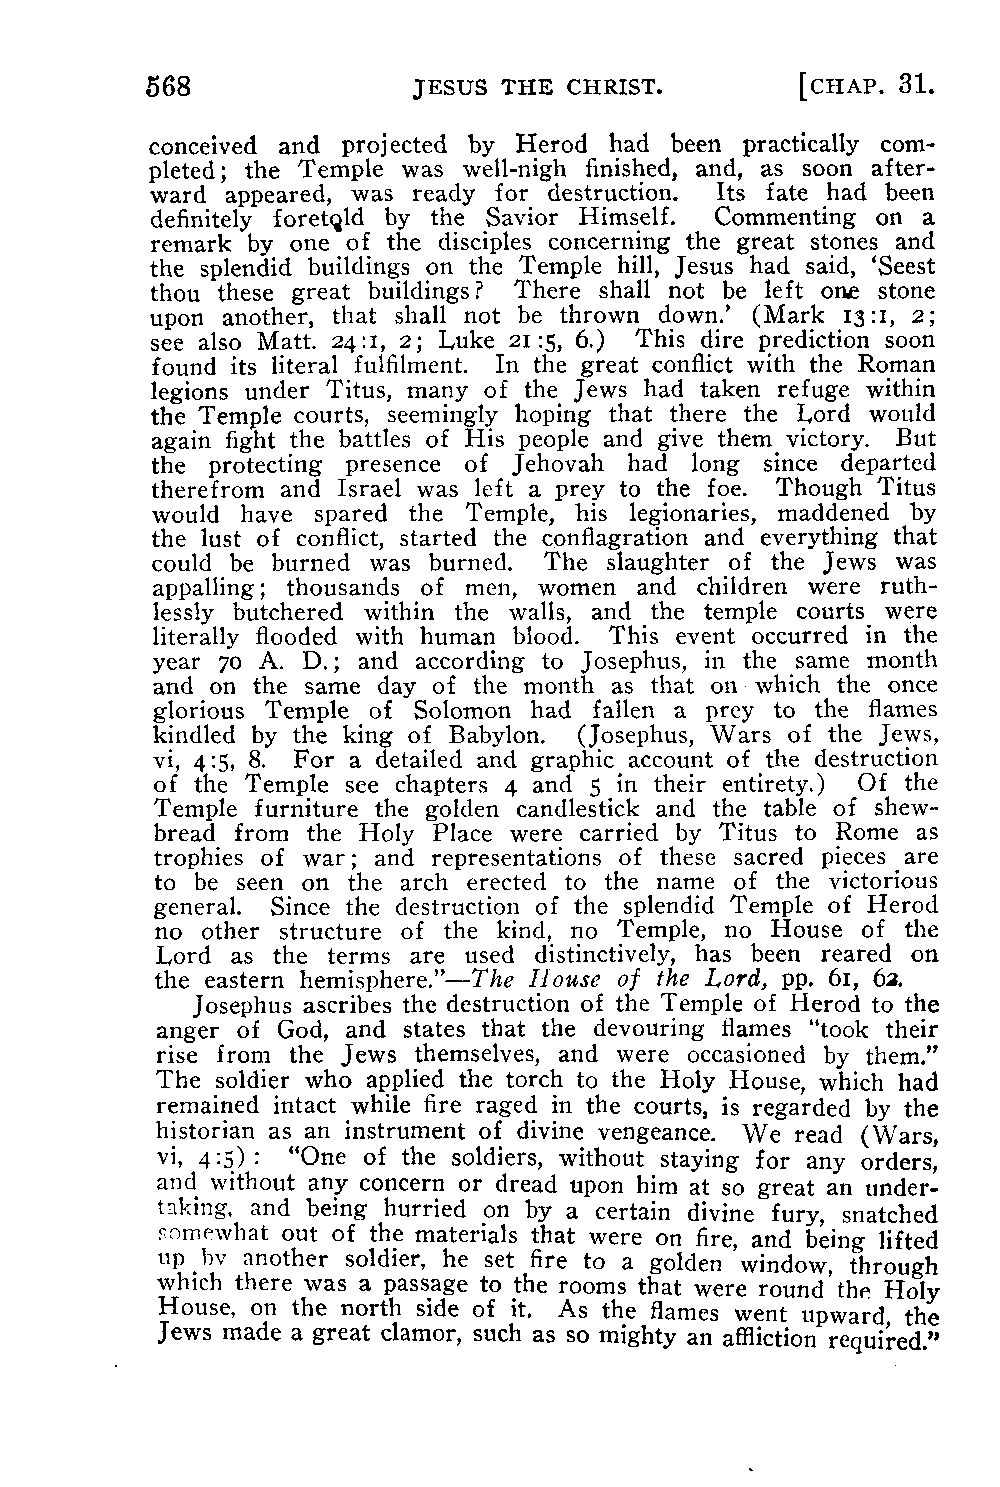 568 JESUS THE CHRIST. [CHAP. 31.
conceived and projected by Herod had been practically com-
pleted; the Temple was well-nigh finished, and, as soon after-
ward appeared, was ready for destruction. Its fate had been
definitely foretold by the Savior Himself. Commenting on a
remark by one of the disciples concerning the great stones and
the splendid buildings on the Temple hill, Jesus had said, ‘Seest
thou these great buildings? There shall not be left one stone
upon another, that shall not be thrown down.’ (Mark 13:1, 2;
see also Matt. 24:1, 2; Luke 21:5, 6.) This dire prediction soon
found its literal fulfilment. In the great conflict with the Roman
legions under Titus, many of the Jews had taken refuge within
the Temple courts, seemingly hoping that there the Lord would
again fight the battles of His people and give them victory. But
the protecting presence of Jehovah had long since departed
therefrom and Israel was left a prey to the foe. Though Titus
would have spared the Temple, his legionaries, maddened by
the lust of conflict, started the conflagration and everything that
could be burned was burned. The slaughter of the Jews was
appalling; thousands of men, women and children were ruth-
lessly butchered within the walls, and the temple courts were
literally flooded with human blood. This event occurred in the
year 70 A. D.; and according to Josephus, in the same month
and on the same day of the month as that on which the once
glorious Temple of Solomon had fallen a prey to the flames
kindled by the king of Babylon. (Josephus, Wars of the Jews,
vi, 4:5, 8. For a detailed and graphic account of the destruction
of the Temple see chapters 4 and 5 in their entirety.) Of the
Temple furniture the golden candlestick and the table of shew-
bread from the Holy Place were carried by Titus to Rome as
trophies of war; and representations of these sacred pieces are
to be seen on the arch erected to the name of the victorious
general. Since the destruction of the splendid Temple of Herod
no other structure of the kind, no Temple, no House of the
Lord as the terms are used distinctively, has been reared on
the eastern hemisphere.”—The House of the Lord, pp. 61, 62.
Josephus ascribes the destruction of the Temple of Herod to the
anger of God, and states that the devouring flames “took their
rise from the Jews themselves, and were occasioned by them.”
The soldier who applied the torch to the Holy House, which had
remained intact while fire raged in the courts, is regarded by the
historian as an instrument of divine vengeance. We read (Wars,
vi, 4:5): “One of the soldiers, without staying for any orders,
and without any concern or dread upon him at so great an under-
taking, and being hurried on by a certain divine fury, snatched
somewhat out of the materials that were on fire, and being lifted
up by another soldier, he set fire to a golden window, through
which there was a passage to the rooms that were round the Holy
House, on the north side of it. As the flames went upward, the
Jews made a great clamor, such as so mighty an affliction required.”